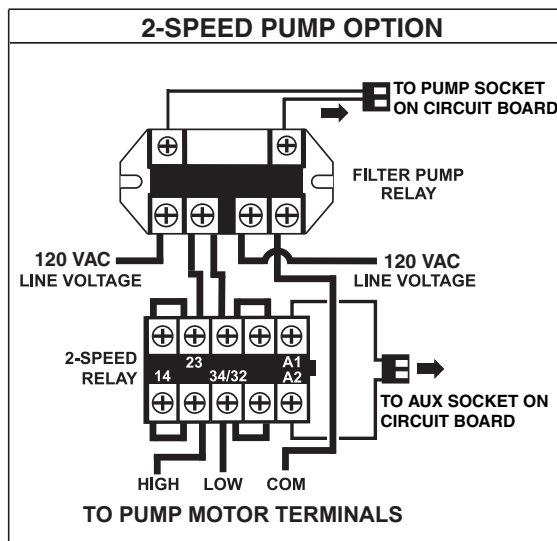 2-SPEED PUMP OPTION
TO PUMP SOCKET
ON CIRCUIT BOARD
FILTER PUMP
RELAY
120 VAC
LINE VOLTAGE
120 VAC
LINE VOLTAGE
2-SPEED
RELAY
23
14
34/32
A1
A2
TO AUX SOCKET ON
CIRCUIT BOARD
HIGH
LOW
COM
TO PUMP MOTOR TERMINALS